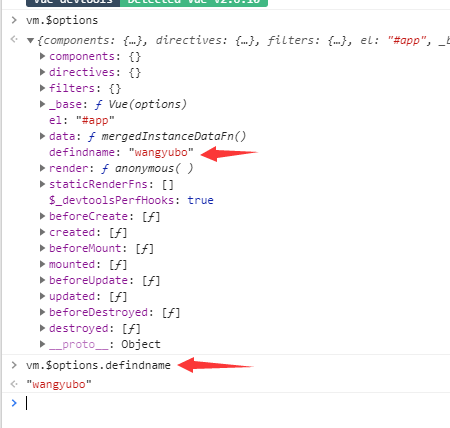 vue-devtools Detected Vue v2.6.10
> vm.$options
{components: {…}, directives: {…}, filters: {…}, el: "#app", _b
components: {}
directives: {}
filters: {}
_base: ƒ Vue(options)
el: "#app"
data: ƒ mergedInstanceDataFn()
defindname: "wangyubo"
render: ƒ anonymous( )
staticRenderFns: []
$_devtoolsPerfHooks: true
beforeCreate: [ƒ]
created: [ƒ]
beforeMount: [ƒ]
mounted: [ƒ]
beforeUpdate: [ƒ]
updated: [ƒ]
beforeDestroyed: [ƒ]
destroyed: [ƒ]
__proto__: Object
> vm.$options.defindname
"wangyubo"
>